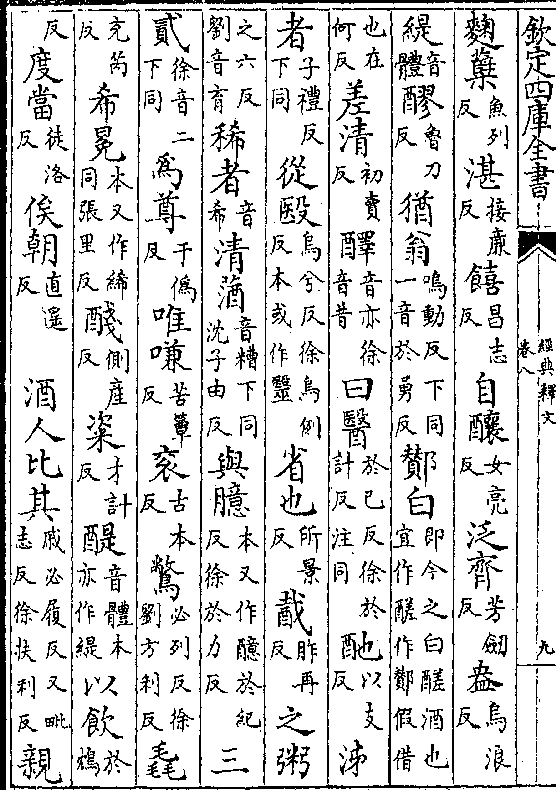 欽定四庫全書
經典釋文
卷八
九
麴糵魚列反湛接廉反饎昌志反自釀女亮反泛齊芳劒反盎烏浪反
緹音體醪魯刀反猶翁嗚動反下同一音於勇反酇白即今之白醝酒也宜作醝作酇假借
也在何反差清初賣反醳音亦徐音昔曰醫於已反徐於計反注同酏以支反泲
者子禮反下同從殹烏兮反徐烏例反本或作毉省也所景反戴昨再反之粥
之六反劉音育稀者音希清音糟下同沈子由反與臆本又作醷於紀反徐於力反三
貳徐音二下同爲尊于偽反唯嗛苦簟反衮古本反鷩必列反徐劉方利反毳
充芮反希冕本又作絺同張里反醆側產反粢才計反醍音體本亦作緹以飲於鴆
反度當徒洛反俟朝直遥反酒人比其戚必履反又毗志反徐扶利反親